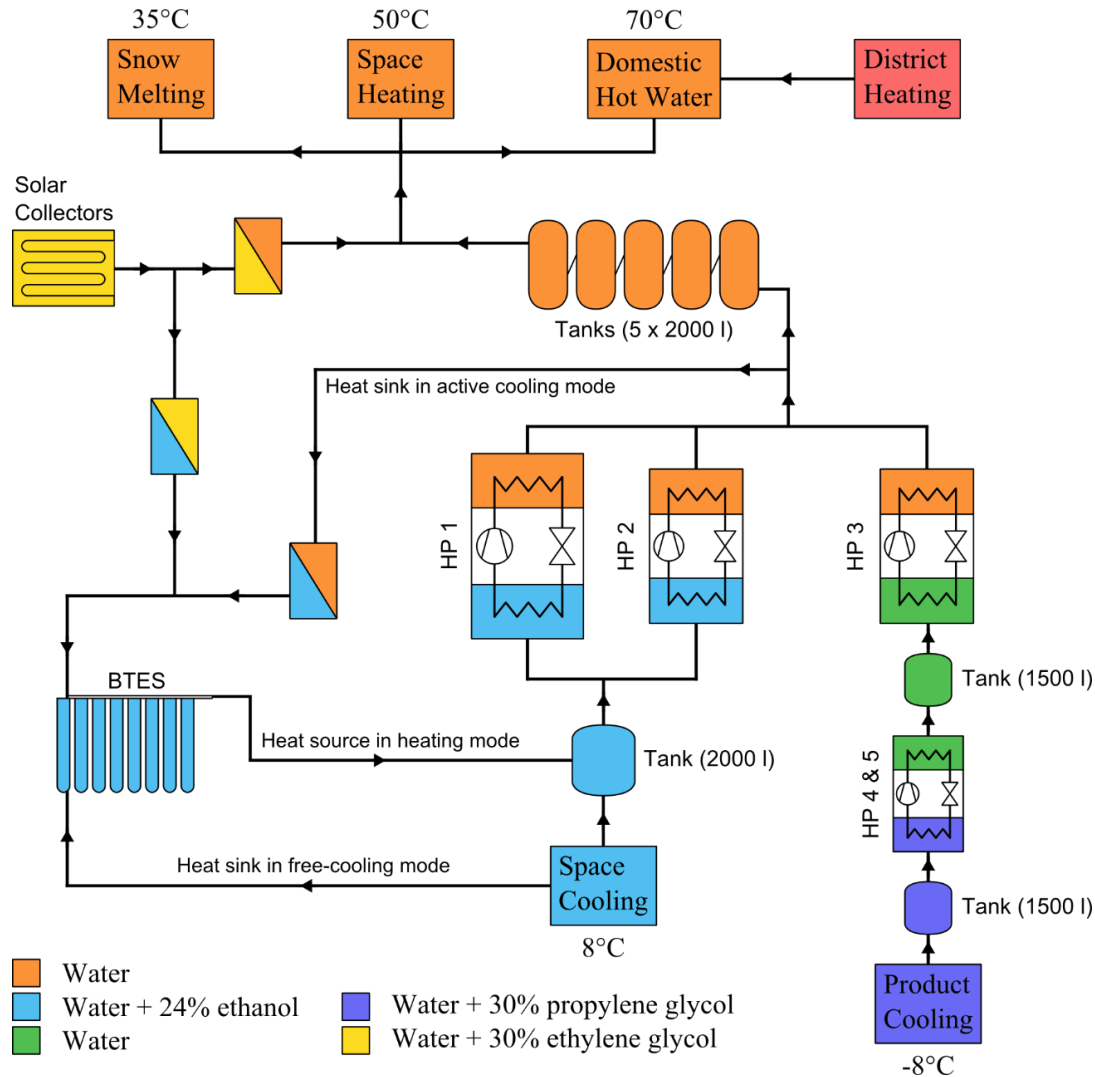 35°C
50°C
70°C
Snow
Melting
Space
Heating
Domestic
Hot Water
District
Heating
Solar
Collectors
Tanks (5 x 2000 l)
Heat sink in active cooling mode
HP 1
HP 2
HP 3
BTES
Tank (1500 l)
Heat source in heating mode
Tank (2000 l)
HP 4 & 5
Heat sink in free-cooling mode
Space
Cooling
8°C
Tank (1500 l)
Product
Cooling
-8°C
Water
Water + 24% ethanol
Water
Water + 30% propylene glycol
Water + 30% ethylene glycol